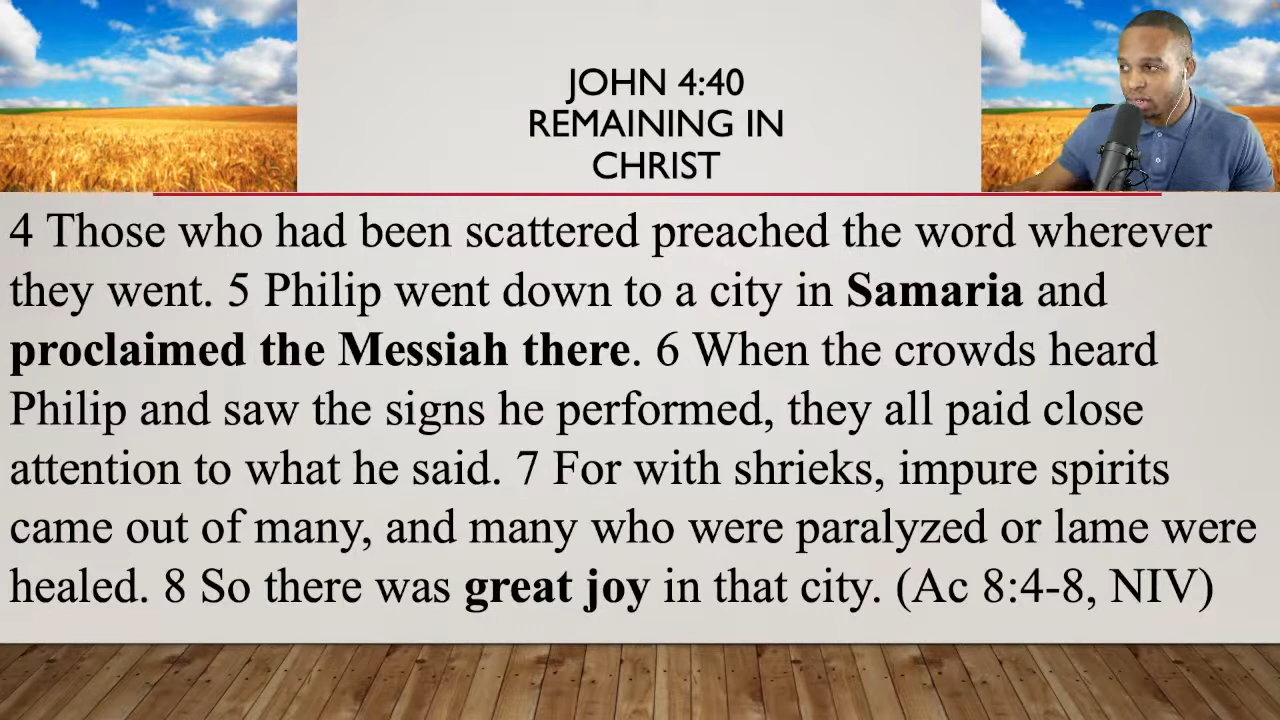 JOHN 4:40
REMAINING IN
CHRIST
4 Those who had been scattered preached the word wherever
they went. 5 Philip went down to a city in Samaria and
proclaimed the Messiah there. 6 When the crowds heard
Philip and saw the signs he performed, they all paid close
attention to what he said. 7 For with shrieks, impure spirits
came out of many, and many who were paralyzed or lame were
healed. 8 So there was great joy in that city. (Ac 8:4-8, NIV)